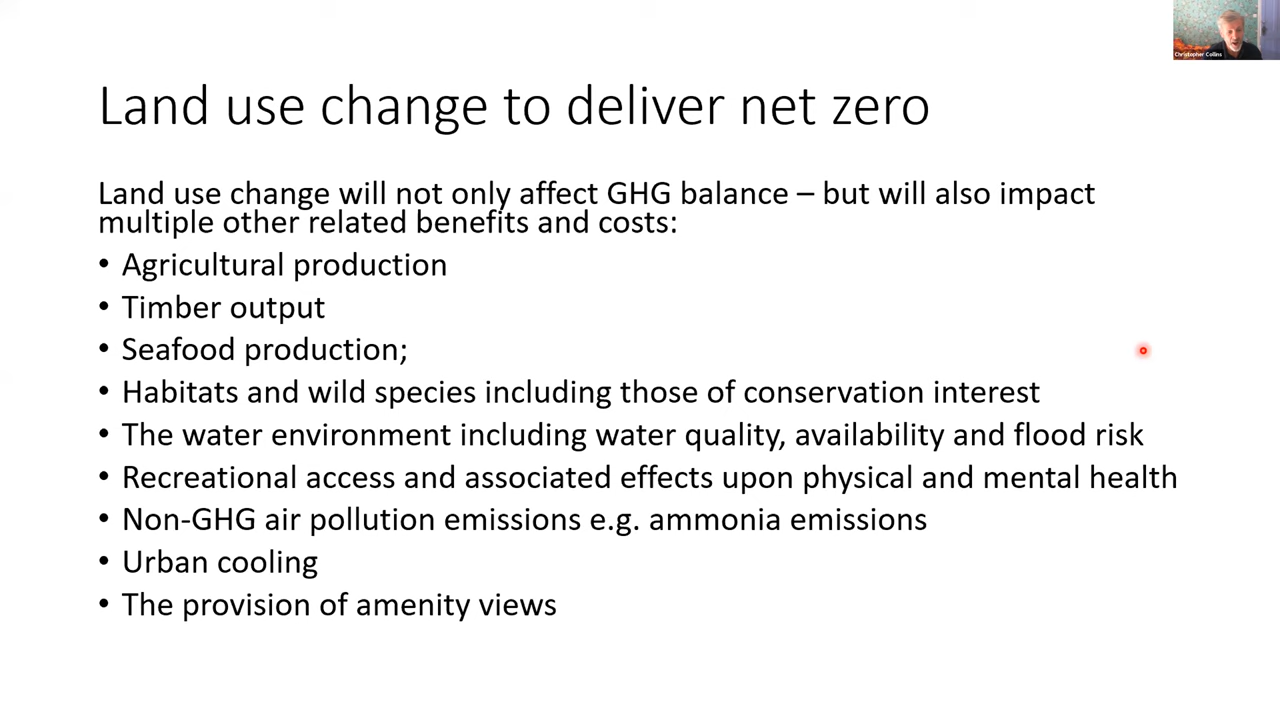 Christopher Collins
Land use change to deliver net zero
Land use change will not only affect GHG balance – but will also impact
multiple other related benefits and costs:
• Agricultural production
• Timber output
• Seafood production;
• Habitats and wild species including those of conservation interest
• The water environment including water quality, availability and flood risk
• Recreational access and associated effects upon physical and mental health
• Non-GHG air pollution emissions e.g. ammonia emissions
• Urban cooling
• The provision of amenity views